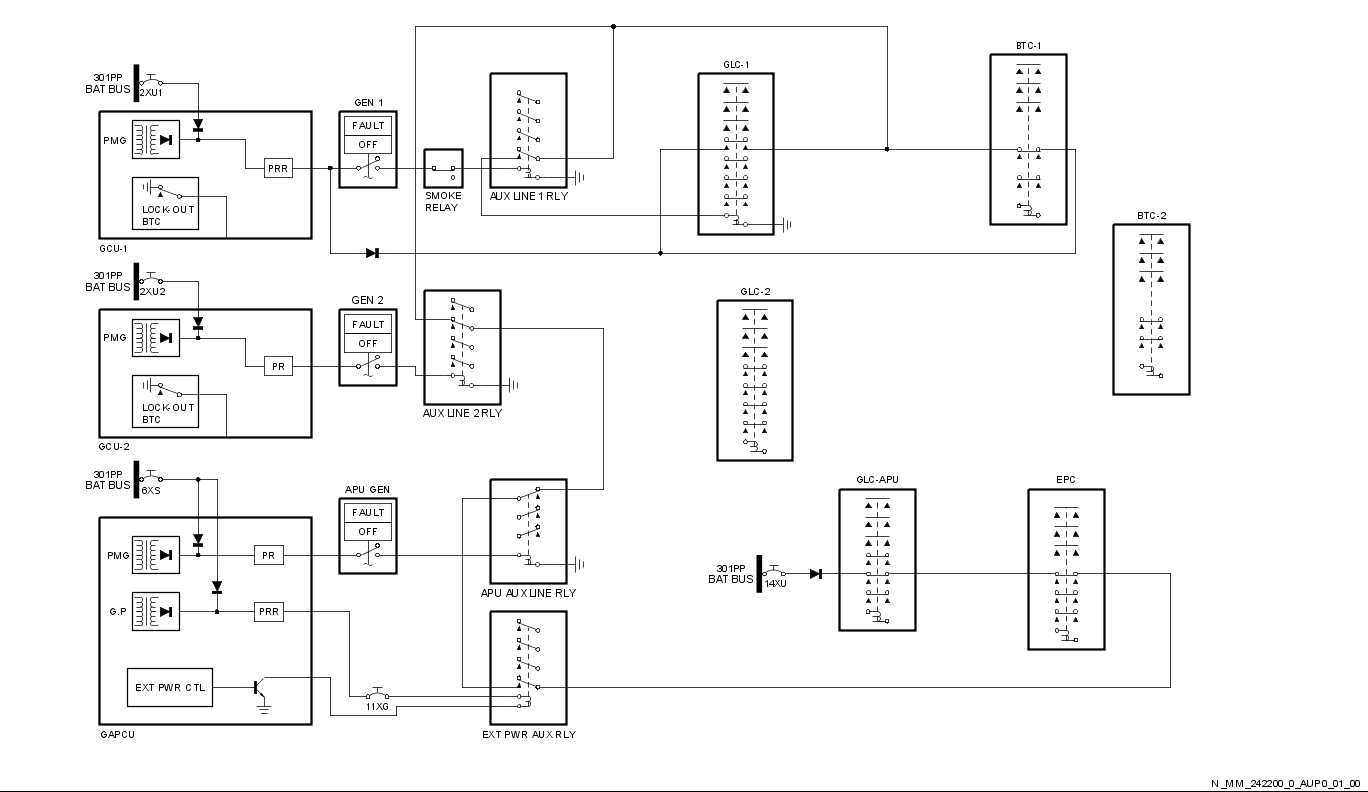 BTC-1
GLC-1
301PP
BAT BUS
2XU1
GEN 1
FAULT
OFF
PMG
PRR
LOCK-OUT
BTC
GCU-1
SMOKE
RELAY
AUX LINE 1 RLY
BTC-2
301PP
BAT BUS
2XU2
GEN 2
FAULT
OFF
GLC-2
PMG
PR
LOCK-OUT
BTC
GCU-2
AUX LINE 2 RLY
301PP
BAT BUS
6XS
APU GEN
FAULT
OFF
GLC-APU
EPC
PMG
PR
301PP
BAT BUS
14XU
APU AUX LINE RLY
G.P
PRR
EXT PWR CTL
11XG
GAPCU
EXT PWR AUX RLY
N_MM_242200_0_AUP0_01_00